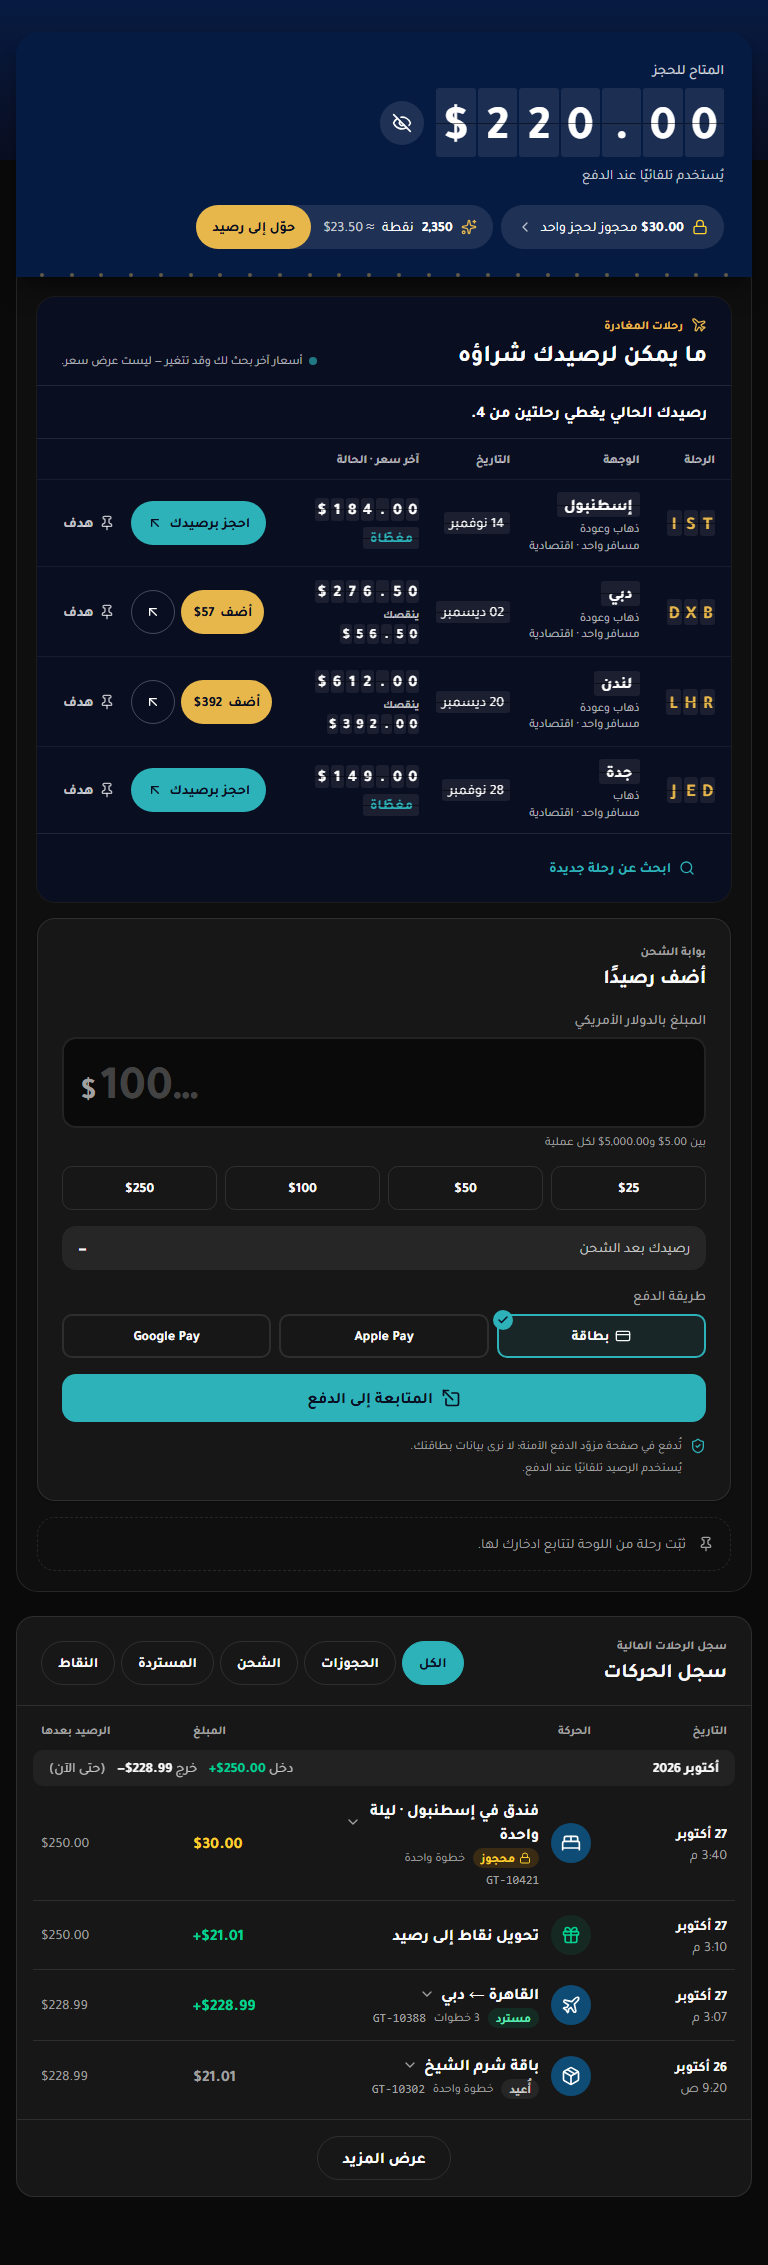 المتاح للحجز
$220.00
يُستخدم تلقائيًا عند الدفع
$30.00 محجوز لحجز واحد
2,350 نقطة ≈ $23.50
حوّل إلى رصيد
رحلات المغادرة
ما يمكن لرصيدك شراؤه
أسعار آخر بحث لك وقد تتغير – ليست عرض سعر.
رصيدك الحالي يغطي رحلتين من 4.
الرحلة الوجهة التاريخ آخر سعر · الحالة
IST إسطنبول 14 نوفمبر $184.00 احجز برصيدك هدف
ذهاب وعودة مغطّاة
مسافر واحد · اقتصادية
DXB دبي 02 ديسمبر $276.50 أضف $57 هدف
ذهاب وعودة ينقصك
مسافر واحد · اقتصادية $56.50
LHR لندن 20 ديسمبر $612.00 أضف $392 هدف
ذهاب وعودة ينقصك
مسافر واحد · اقتصادية $392.00
JED جدة 28 نوفمبر $149.00 احجز برصيدك هدف
ذهاب مغطّاة
مسافر واحد · اقتصادية
ابحث عن رحلة جديدة
بوابة الشحن
أضف رصيدًا
المبلغ بالدولار الأمريكي
$ 100…
بين $5.00 و$5,000.00 لكل عملية
$25 $50 $100 $250
رصيدك بعد الشحن –
طريقة الدفع
بطاقة Apple Pay Google Pay
المتابعة إلى الدفع
تُدفع في صفحة مزوّد الدفع الآمنة؛ لا نرى بيانات بطاقتك.
يُستخدم الرصيد تلقائيًا عند الدفع.
ثبّت رحلة من اللوحة لتتابع ادخارك لها.
سجل الرحلات المالية
سجل الحركات
الكل الحجوزات الشحن المستردة النقاط
التاريخ الحركة المبلغ الرصيد بعدها
أكتوبر 2026 دخل +$250.00 خرج –$228.99 (حتى الآن)
27 أكتوبر فندق في إسطنبول · ليلة واحدة $30.00 $250.00
3:40 م محجوز خطوة واحدة
GT-10421
27 أكتوبر تحويل نقاط إلى رصيد +$21.01 $250.00
3:10 م
27 أكتوبر القاهرة ← دبي +$228.99 $228.99
3:07 م مسترد 3 خطوات GT-10388
26 أكتوبر باقة شرم الشيخ $21.01 $228.99
9:20 ص أُعيد خطوة واحدة GT-10302
عرض المزيد